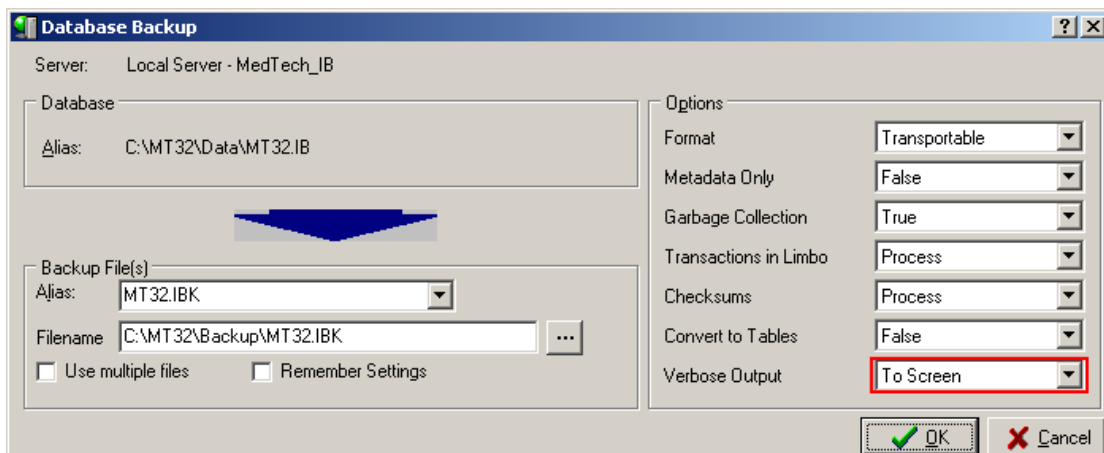 Database Backup
Server: Local Server - MedTech_IB
Database
Alias: C:\MT32\Data\MT32.IB
Backup File(s)
Alias: MT32.IBK
Filename C:\MT32\Backup\MT32.IBK ...
Use multiple files Remember Settings
Options
Format Transportable
Metadata Only False
Garbage Collection True
Transactions in Limbo Process
Checksums Process
Convert to Tables False
Verbose Output To Screen
OK Cancel